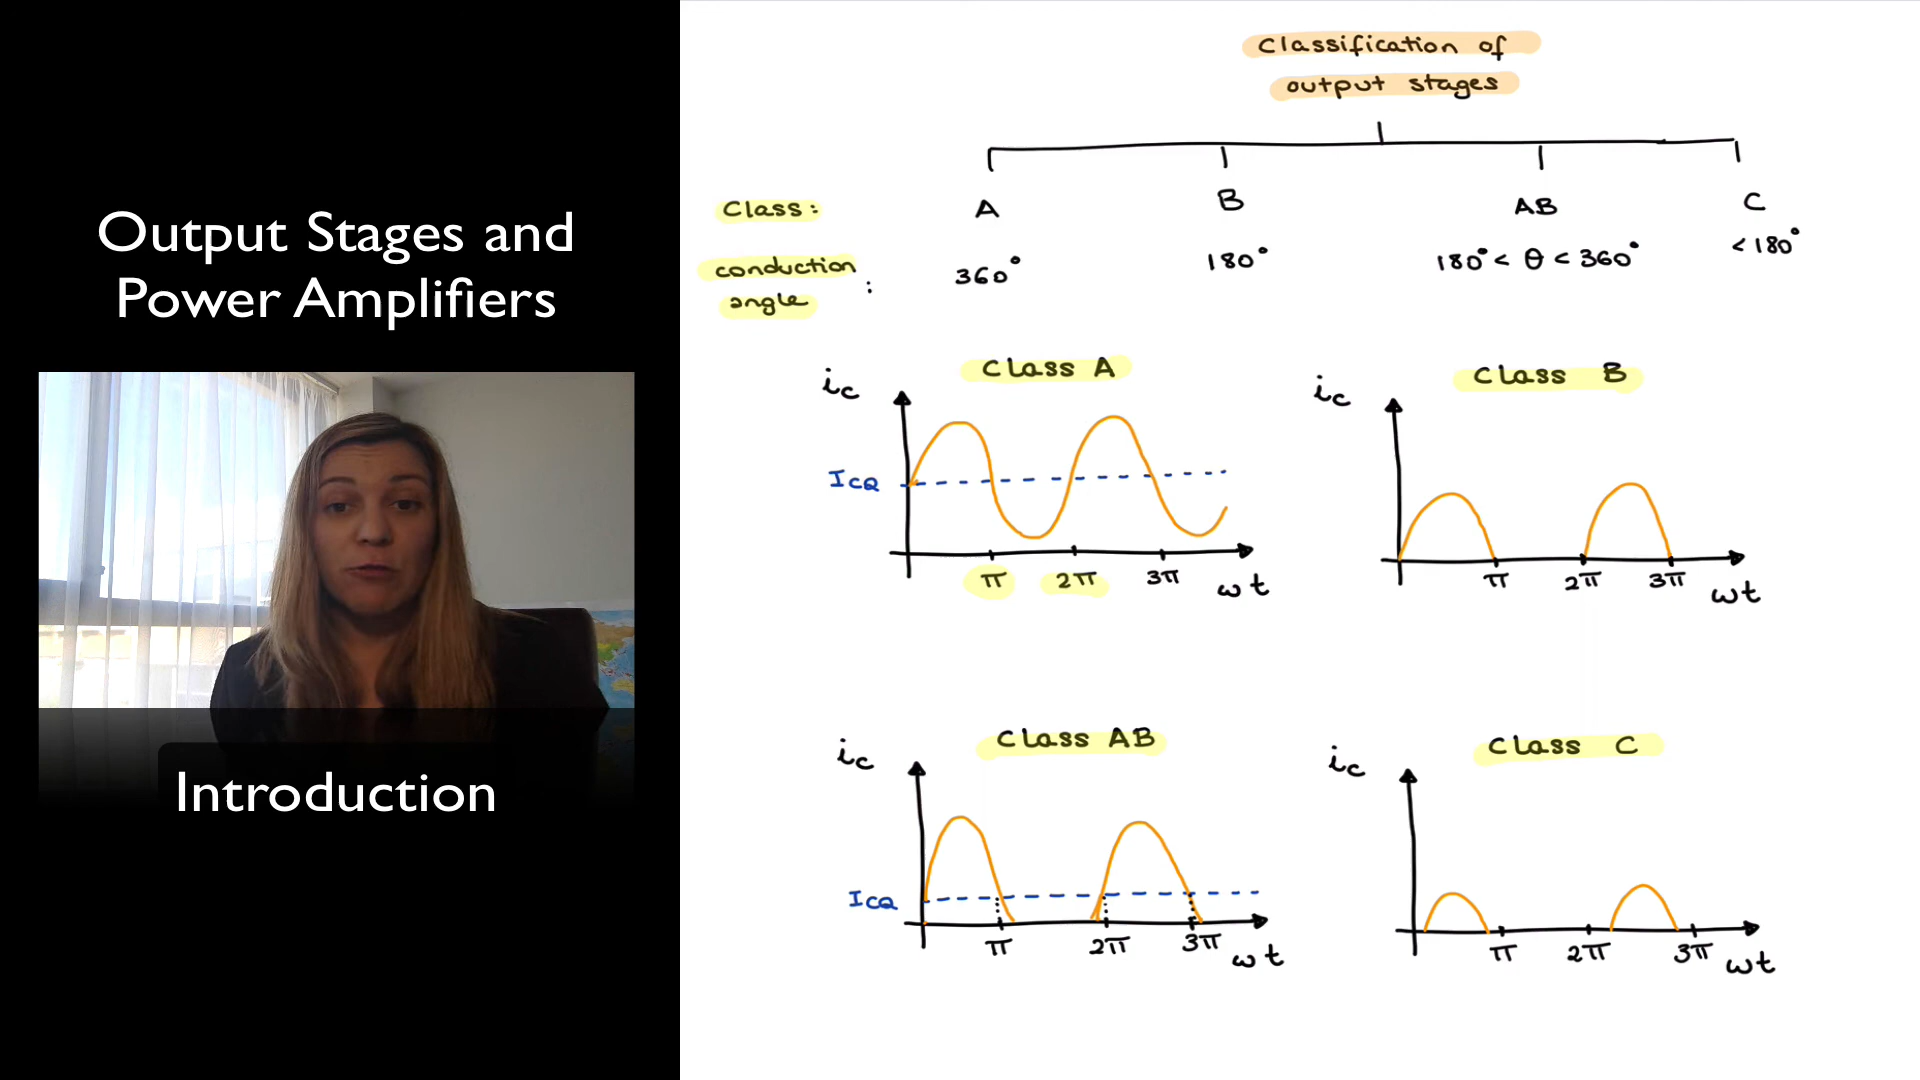 Output Stages and
Power Amplifiers
Introduction
Classification of
output stages
Class: A B AB C
conduction angle : 360° 180° 180° < θ < 360° < 180°
Class A
ic
ICQ
π 2π 3π ωt
Class B
ic
π 2π 3π ωt
Class AB
ic
ICQ
π 2π 3π ωt
Class C
ic
π 2π 3π ωt